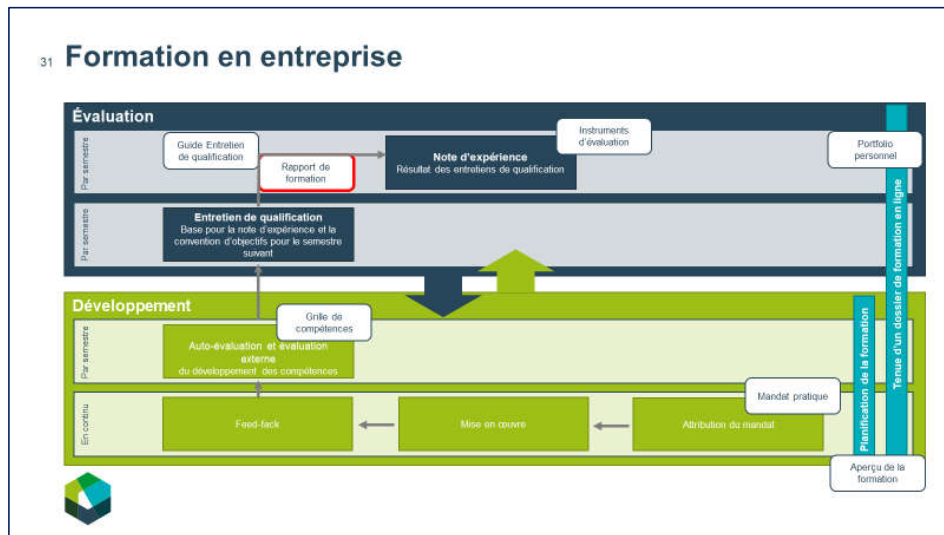 31 Formation en entreprise
Évaluation
Par semestre
Guide Entretien
de qualification
Rapport de
formation
Note d'expérience
Résultat des entretiens de qualification
Instruments
d'évaluation
Portfolio
personnel
Par semestre
Entretien de qualification
Base pour la note d'expérience et la
convention d'objectifs pour le semestre
suivant
Développement
Par semestre
Grille de
compétences
Auto-évaluation et évaluation
externe
du développement des compétences
En continu
Feed-fack
Mise en œuvre
Attribution du mandat
Mandat pratique
Planification de la formation
Tenue d'un dossier de formation en ligne
Aperçu de la
formation